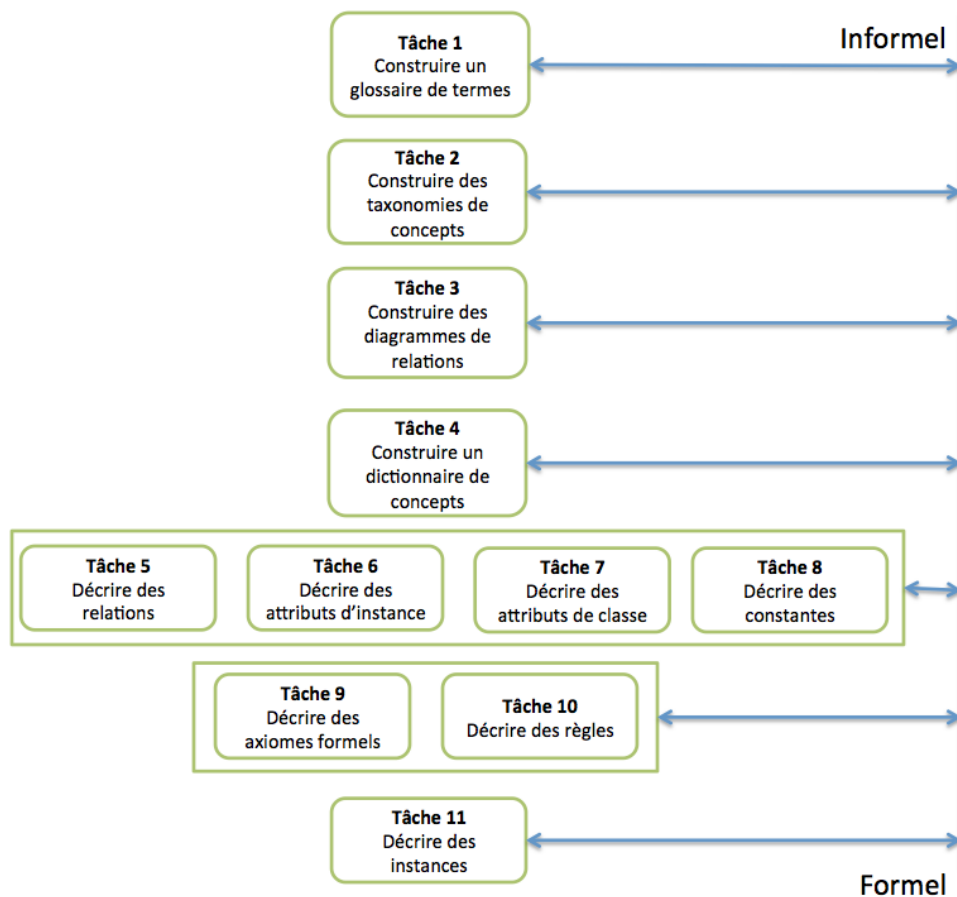 Informel
Tâche 1
Construire un
glossaire de termes
Tâche 2
Construire des
taxonomies de
concepts
Tâche 3
Construire des
diagrammes de
relations
Tâche 4
Construire un
dictionnaire de
concepts
Tâche 5
Décrire des
relations
Tâche 6
Décrire des
attributs d’instance
Tâche 7
Décrire des
attributs de classe
Tâche 8
Décrire des
constantes
Tâche 9
Décrire des
axiomes formels
Tâche 10
Décrire des règles
Tâche 11
Décrire des
instances
Formel